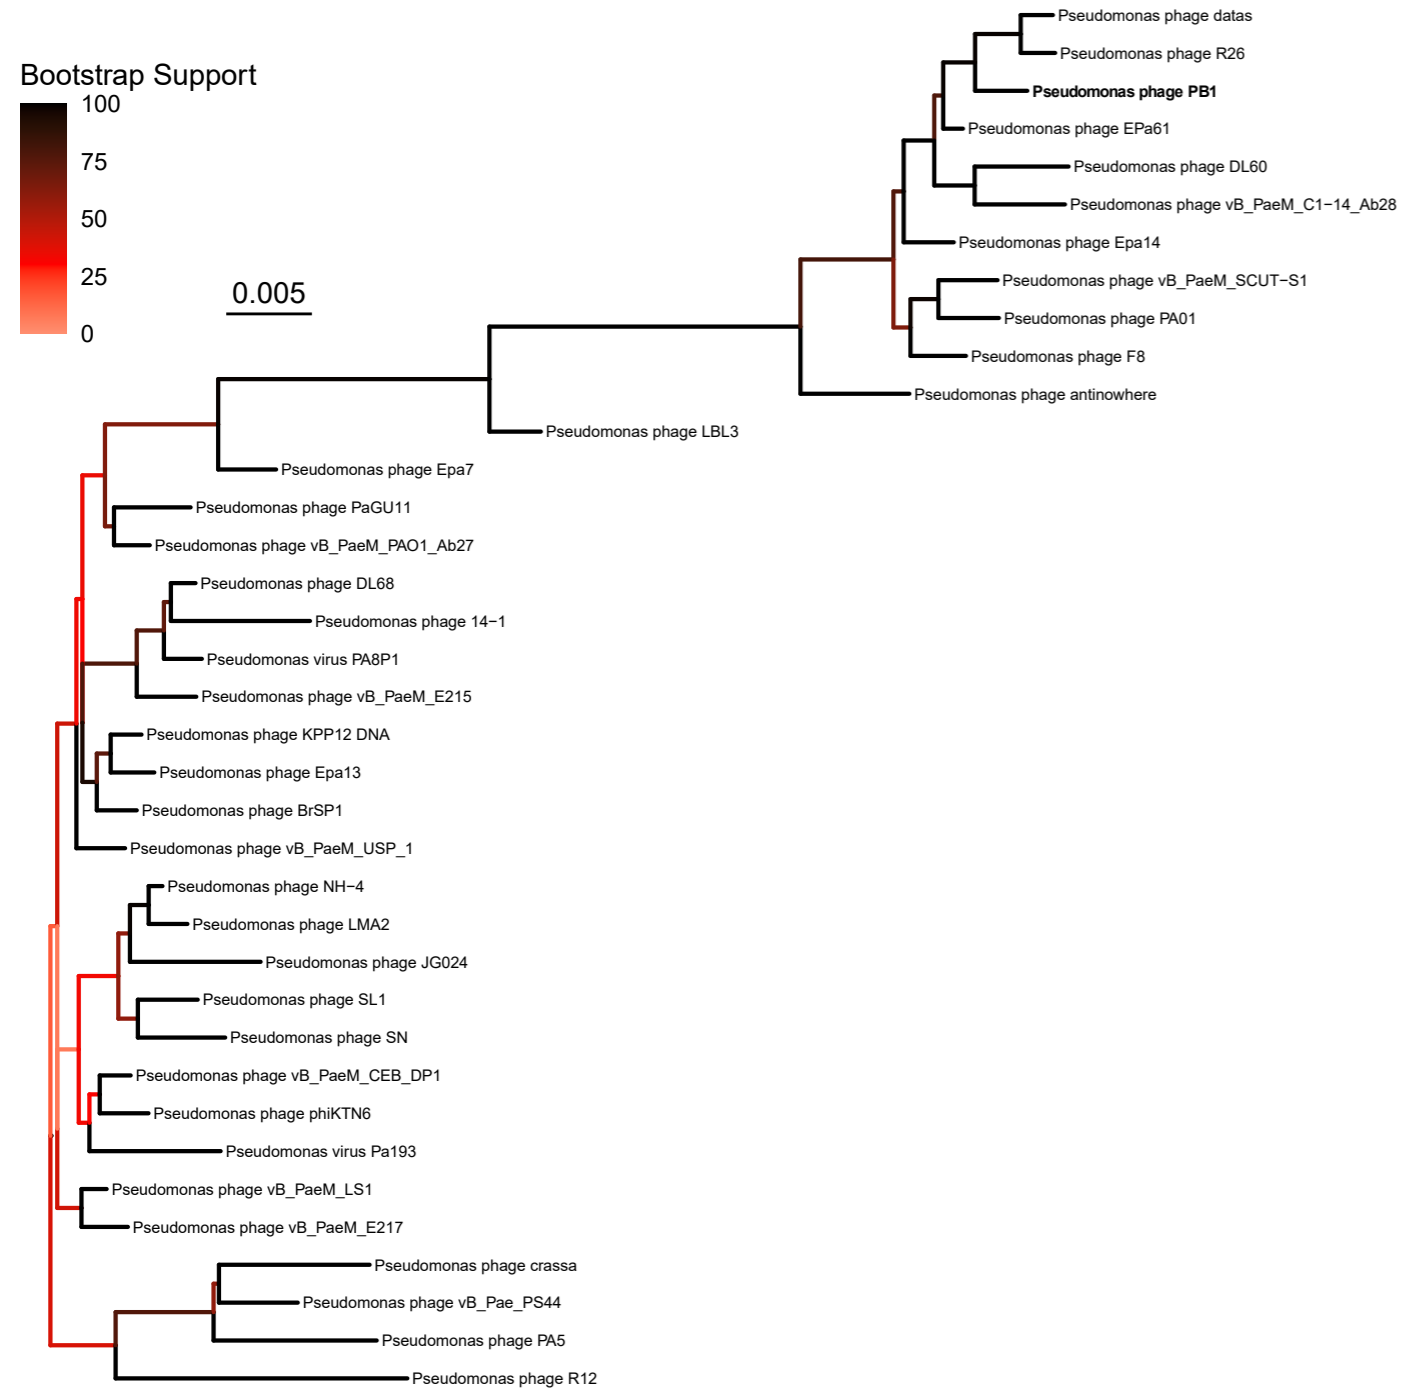 Bootstrap Support
100
75
50
25
0
0.005
Pseudomonas phage datas
Pseudomonas phage R26
Pseudomonas phage PB1
Pseudomonas phage EPa61
Pseudomonas phage DL60
Pseudomonas phage vB_PaeM_C1−14_Ab28
Pseudomonas phage Epa14
Pseudomonas phage vB_PaeM_SCUT−S1
Pseudomonas phage PA01
Pseudomonas phage F8
Pseudomonas phage antinowhere
Pseudomonas phage LBL3
Pseudomonas phage Epa7
Pseudomonas phage PaGU11
Pseudomonas phage vB_PaeM_PAO1_Ab27
Pseudomonas phage DL68
Pseudomonas phage 14−1
Pseudomonas virus PA8P1
Pseudomonas phage vB_PaeM_E215
Pseudomonas phage KPP12 DNA
Pseudomonas phage Epa13
Pseudomonas phage BrSP1
Pseudomonas phage vB_PaeM_USP_1
Pseudomonas phage NH−4
Pseudomonas phage LMA2
Pseudomonas phage JG024
Pseudomonas phage SL1
Pseudomonas phage SN
Pseudomonas phage vB_PaeM_CEB_DP1
Pseudomonas phage phiKTN6
Pseudomonas virus Pa193
Pseudomonas phage vB_PaeM_LS1
Pseudomonas phage vB_PaeM_E217
Pseudomonas phage crassa
Pseudomonas phage vB_Pae_PS44
Pseudomonas phage PA5
Pseudomonas phage R12